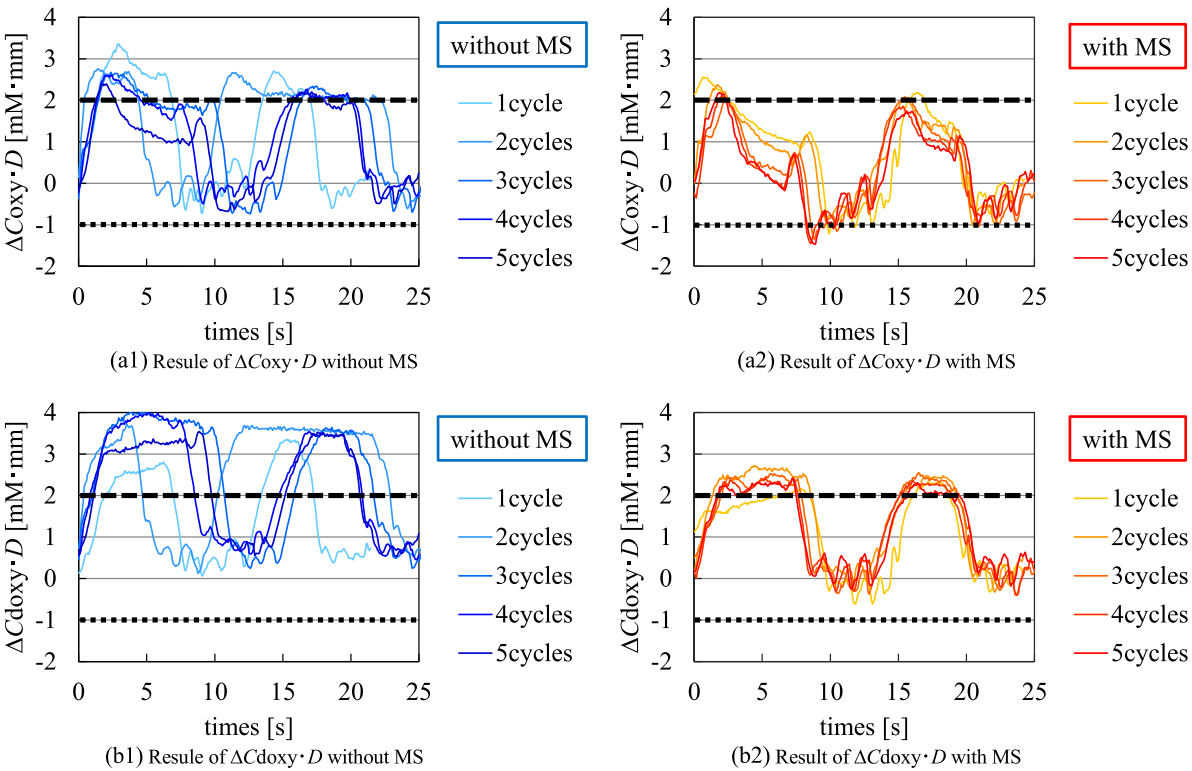 4
3
2
1
0
-1
-2
ΔCoxy・D [mM・mm]
0 5 10 15 20 25
times [s]
without MS
1cycle
2cycles
3cycles
4cycles
5cycles
(a1) Resule of ΔCoxy・D without MS
4
3
2
1
0
-1
-2
ΔCoxy・D [mM・mm]
0 5 10 15 20 25
times [s]
with MS
1cycle
2cycles
3cycles
4cycles
5cycles
(a2) Result of ΔCoxy・D with MS
4
3
2
1
0
-1
-2
ΔCdoxy・D [mM・mm]
0 5 10 15 20 25
times [s]
without MS
1cycle
2cycles
3cycles
4cycles
5cycles
(b1) Resule of ΔCdoxy・D without MS
4
3
2
1
0
-1
-2
ΔCdoxy・D [mM・mm]
0 5 10 15 20 25
times [s]
with MS
1cycle
2cycles
3cycles
4cycles
5cycles
(b2) Result of ΔCdoxy・D with MS